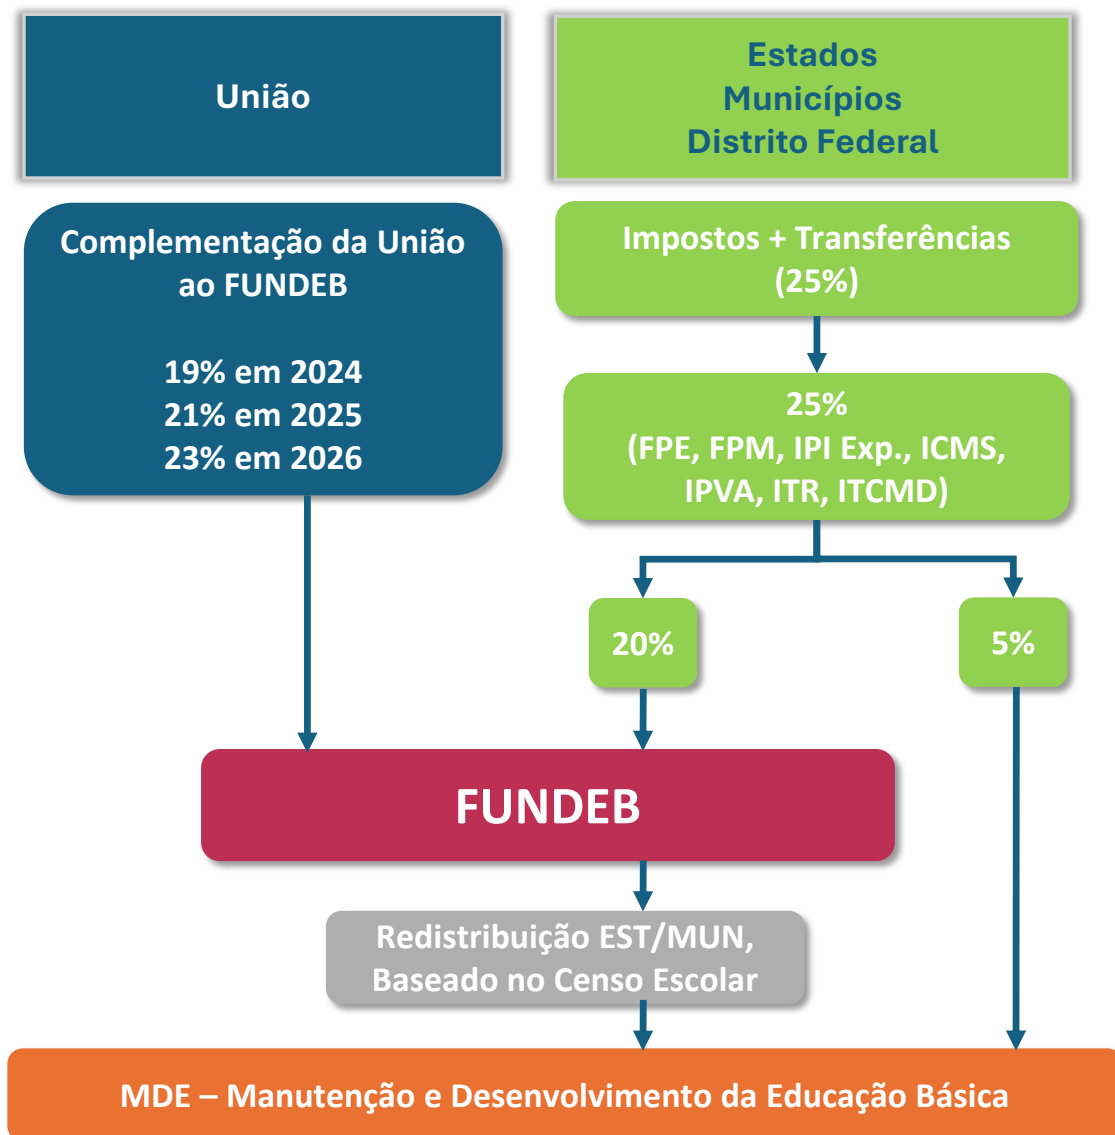 União
Estados
Municípios
Distrito Federal
Complementação da União
ao FUNDEB
19% em 2024
21% em 2025
23% em 2026
Impostos + Transferências
(25%)
25%
(FPE, FPM, IPI Exp., ICMS,
IPVA, ITR, ITCMD)
20%
5%
FUNDEB
Redistribuição EST/MUN,
Baseado no Censo Escolar
MDE – Manutenção e Desenvolvimento da Educação Básica